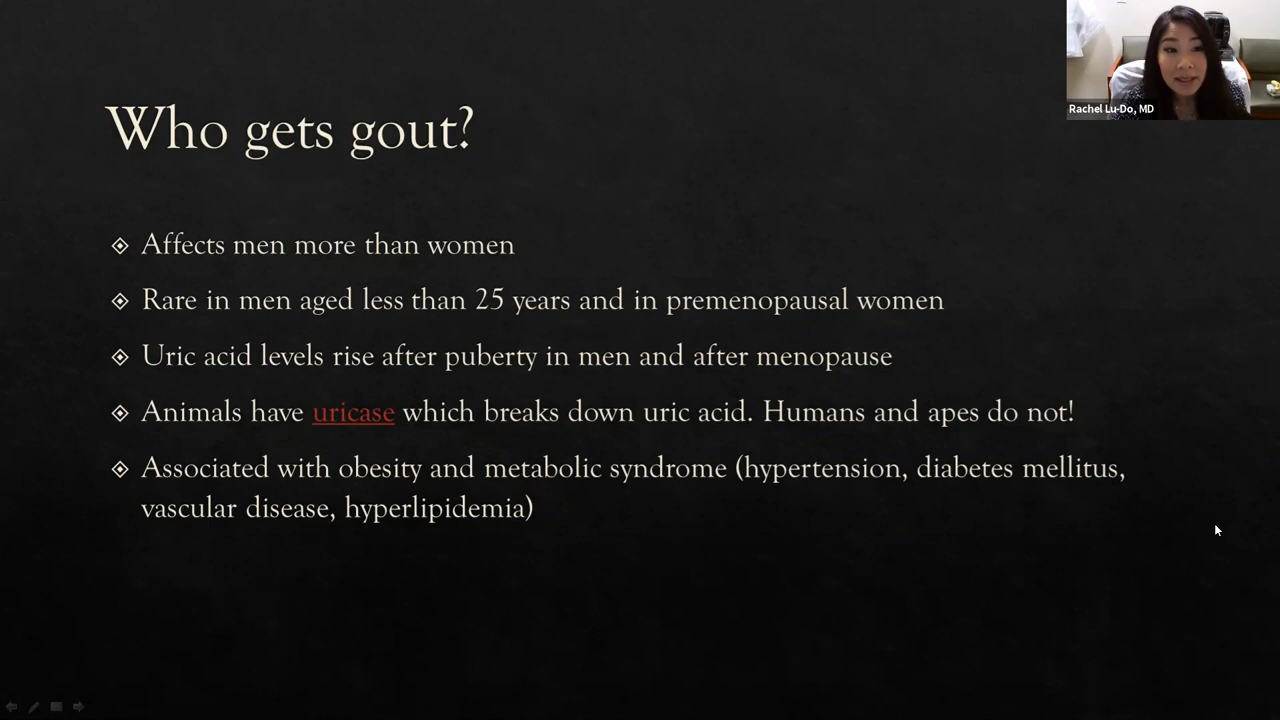 Rachel Lu-Do, MD
Who gets gout?
Affects men more than women
Rare in men aged less than 25 years and in premenopausal women
Uric acid levels rise after puberty in men and after menopause
Animals have uricase which breaks down uric acid. Humans and apes do not!
Associated with obesity and metabolic syndrome (hypertension, diabetes mellitus,
vascular disease, hyperlipidemia)